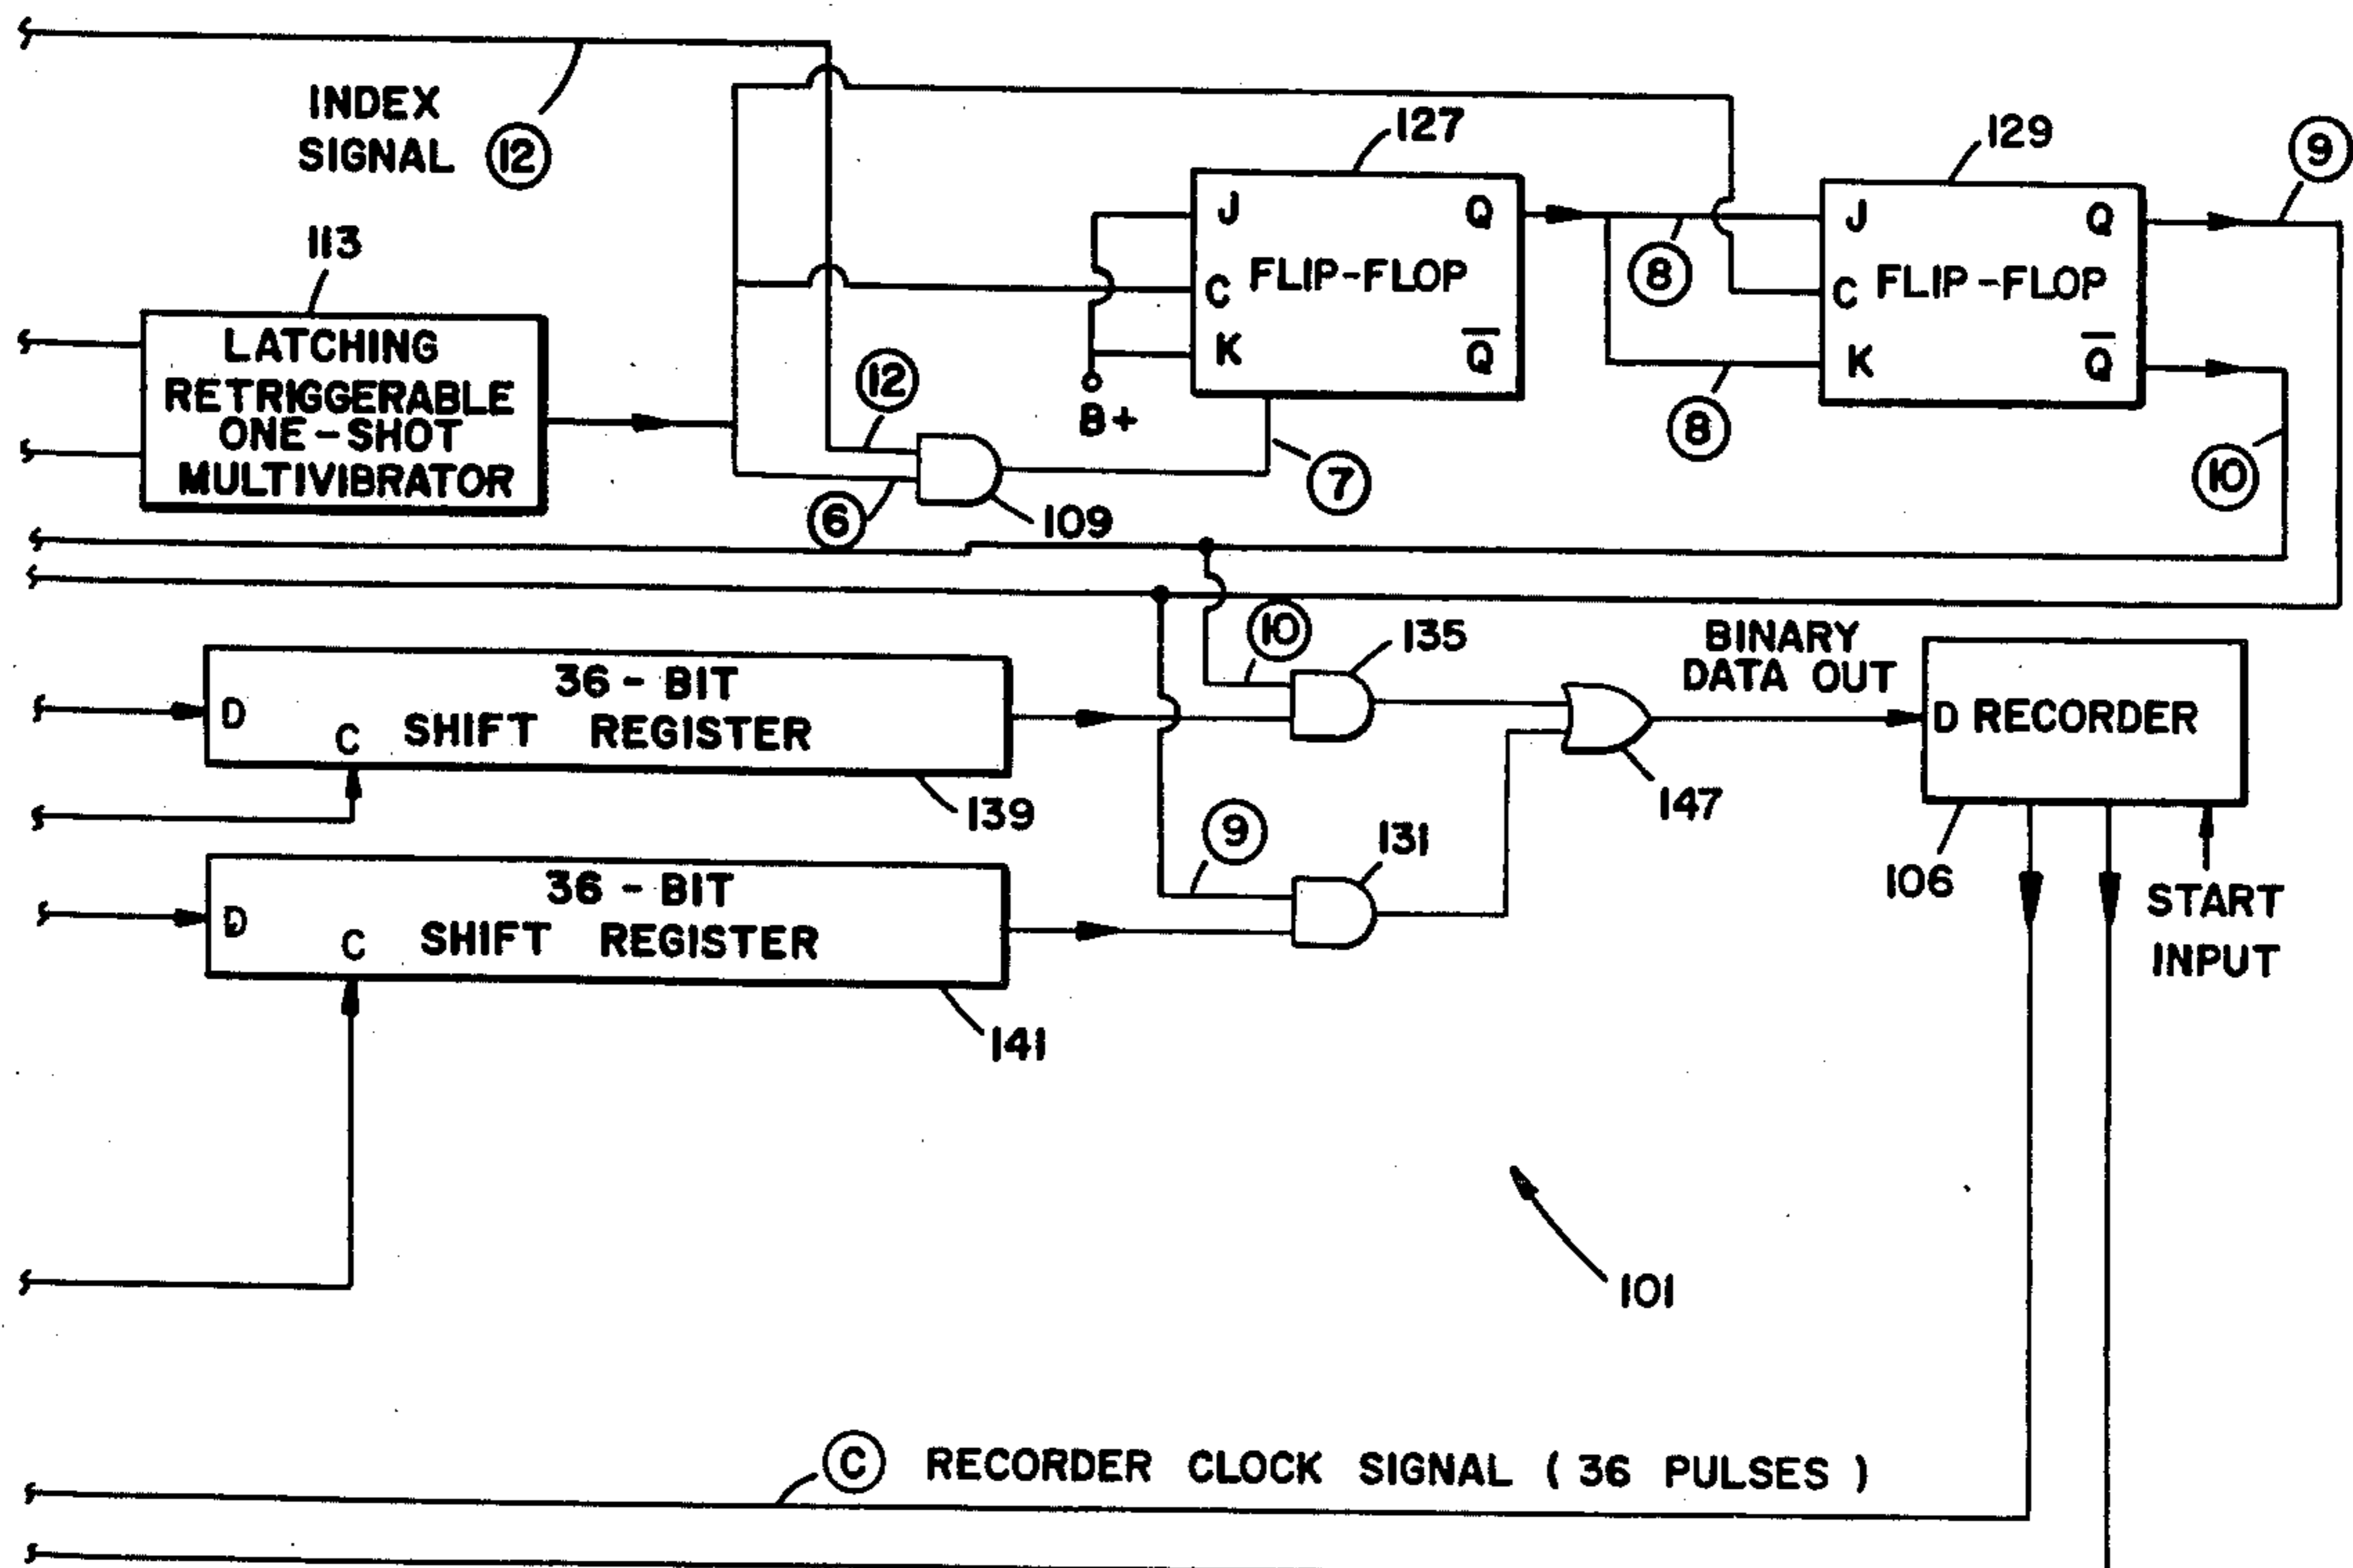 INDEX
SIGNAL
12
127
129
9
113
LATCHING
RETRIGGERABLE
ONE-SHOT
MULTIVIBRATOR
J
Q
FLIP-FLOP
C
K
Q̅
B+
8
8
J
Q
C
FLIP-FLOP
K
Q̅
12
6
109
7
10
10
135
BINARY
DATA OUT
36-BIT
D
C
SHIFT REGISTER
139
D RECORDER
147
106
START
INPUT
9
131
36-BIT
D
C
SHIFT REGISTER
141
101
C RECORDER CLOCK SIGNAL (36 PULSES)